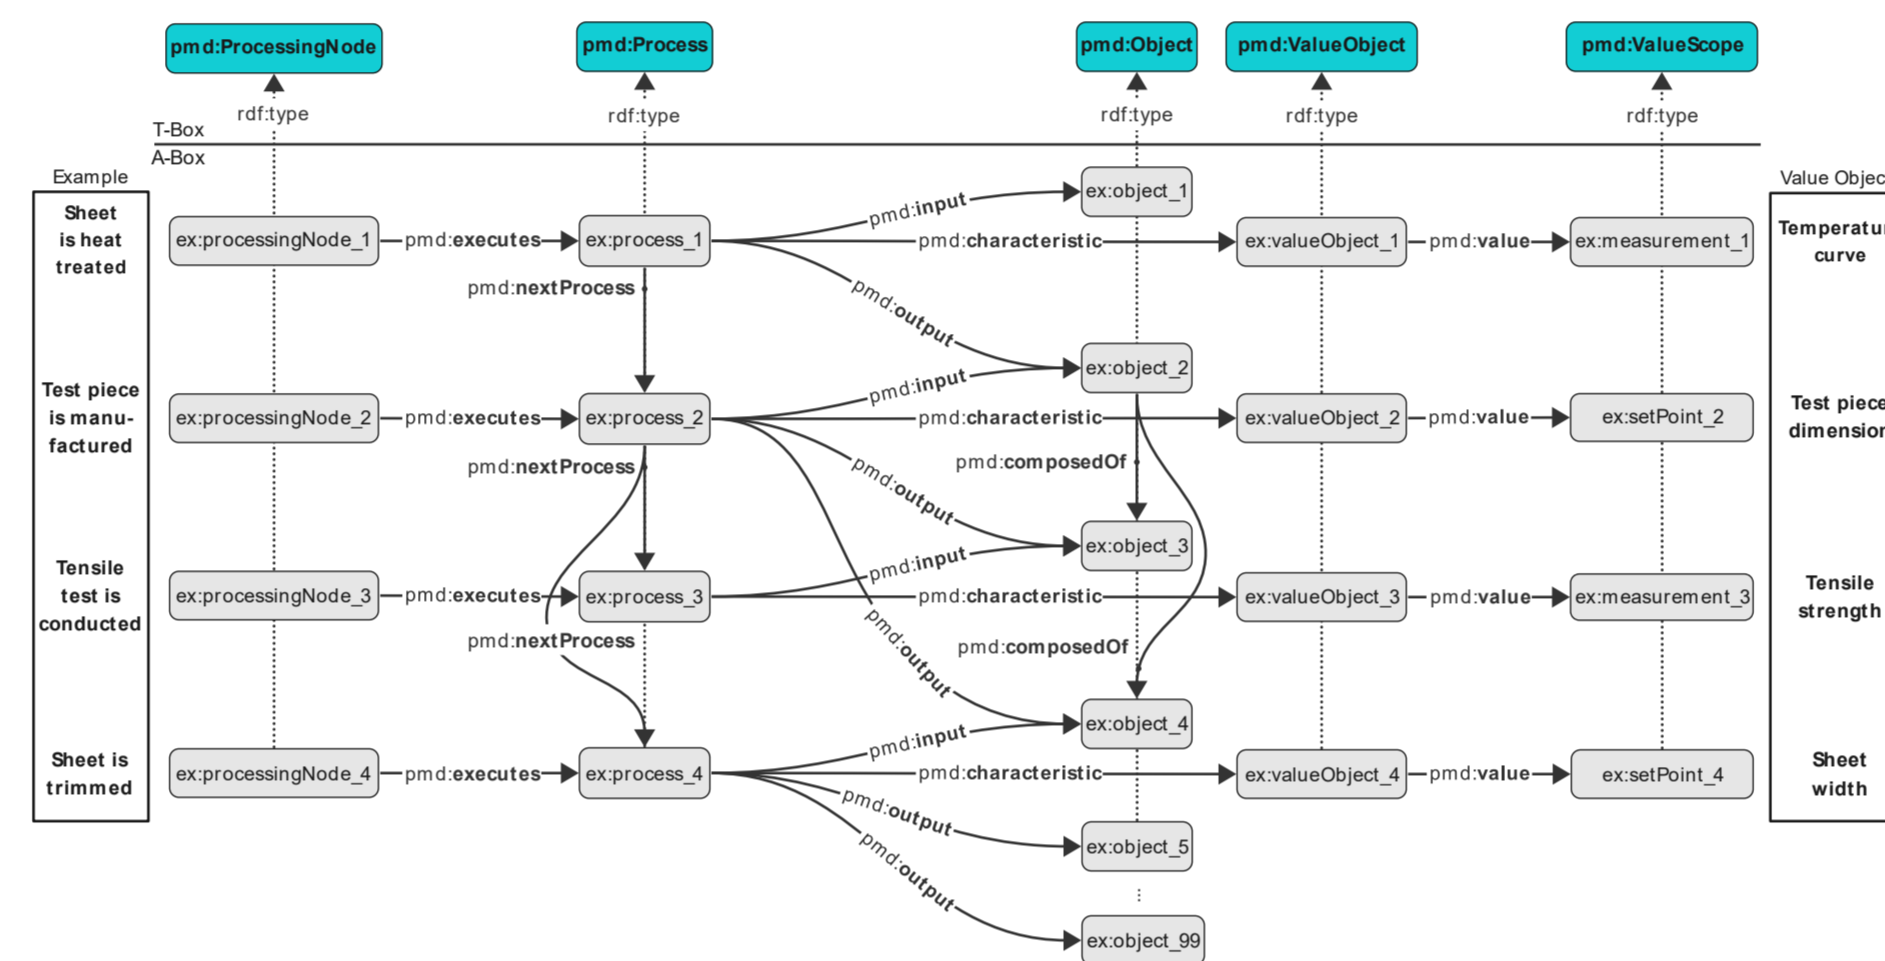 pmd:ProcessingNode
pmd:Process
pmd:Object
pmd:ValueObject
pmd:ValueScope
rdf:type
rdf:type
rdf:type
rdf:type
rdf:type
T-Box
A-Box
Example
Sheet
is heat
treated
Test piece
is manu-
factured
Tensile
test is
conducted
Sheet is
trimmed
ex:processingNode_1
pmd:executes
ex:process_1
pmd:input
ex:object_1
pmd:characteristic
ex:valueObject_1
pmd:value
ex:measurement_1
pmd:nextProcess
pmd:output
ex:object_2
ex:processingNode_2
pmd:executes
ex:process_2
pmd:input
pmd:characteristic
ex:valueObject_2
pmd:value
ex:setPoint_2
pmd:nextProcess
pmd:composedOf
pmd:output
ex:object_3
ex:processingNode_3
pmd:executes
ex:process_3
pmd:input
pmd:characteristic
ex:valueObject_3
pmd:value
ex:measurement_3
pmd:nextProcess
pmd:output
pmd:composedOf
ex:object_4
ex:processingNode_4
pmd:executes
ex:process_4
pmd:input
pmd:characteristic
ex:valueObject_4
pmd:value
ex:setPoint_4
pmd:output
ex:object_5
pmd:output
ex:object_99
Value
curve
Test piece
Tensile
strength
Sheet
width